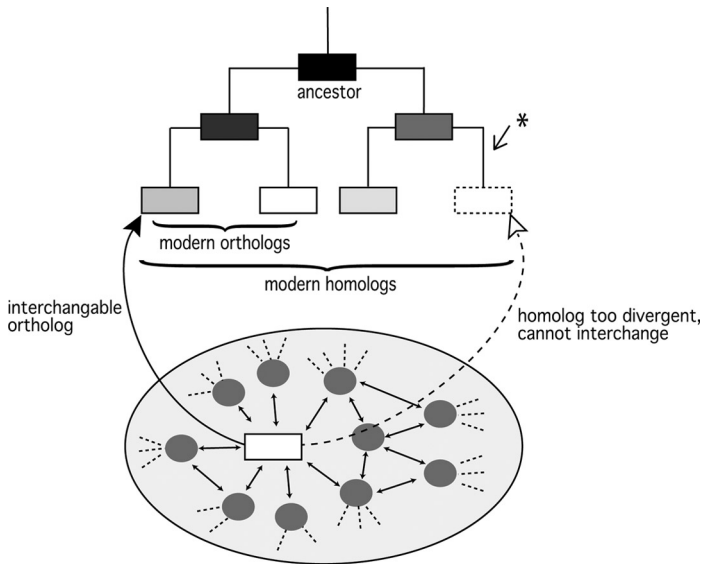 ancestor
*
modern orthologs
modern homologs
interchangable
ortholog
homolog too divergent,
cannot interchange